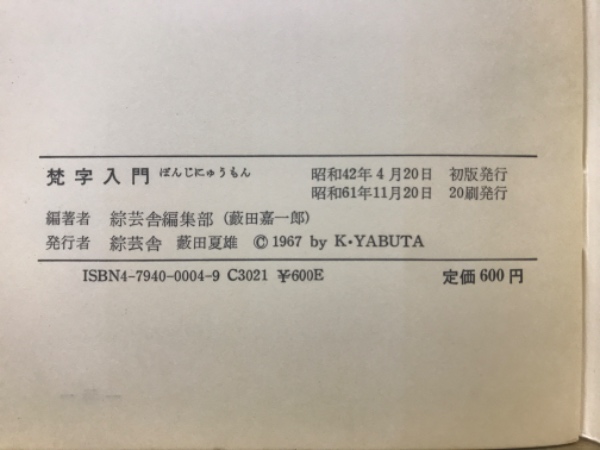 梵字入門 ぼんじにゅうもん 昭和42年4月20日 初版発行
昭和61年11月20日 20刷発行
編著者 綜芸舎編集部(藪田嘉一郎)
発行者 綜芸舎 藪田夏雄 © 1967 by K・YABUTA
ISBN4-7940-0004-9 C3021 ¥600E 定価600円